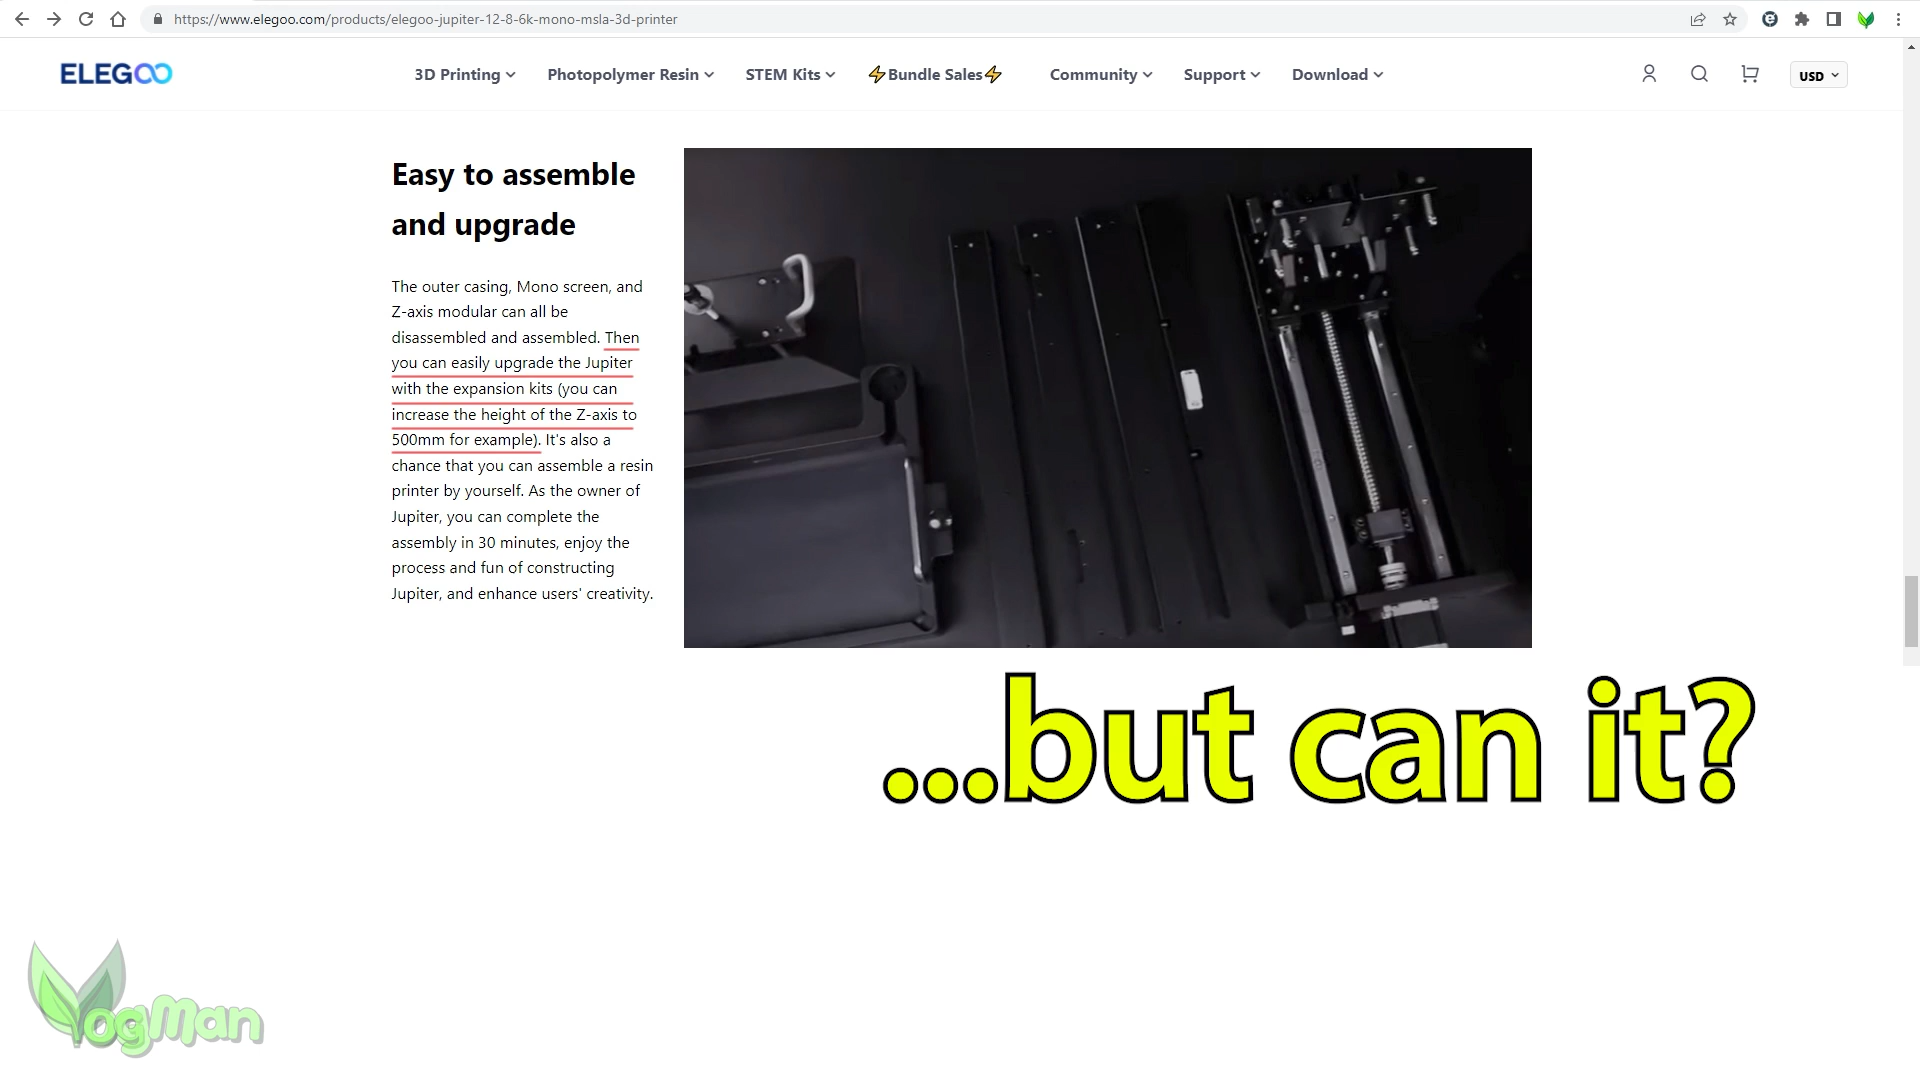 https://www.elegoo.com/products/elegoo-jupiter-12-8-6k-mono-msla-3d-printer
ELEGOO
3D Printing
Photopolymer Resin
STEM Kits
⚡Bundle Sales⚡
Community
Support
Download
USD
Easy to assemble
and upgrade
The outer casing, Mono screen, and
Z-axis modular can all be
disassembled and assembled. Then
you can easily upgrade the Jupiter
with the expansion kits (you can
increase the height of the Z-axis to
500mm for example). It's also a
chance that you can assemble a resin
printer by yourself. As the owner of
Jupiter, you can complete the
assembly in 30 minutes, enjoy the
process and fun of constructing
Jupiter, and enhance users' creativity.
...but can it?
YogMan